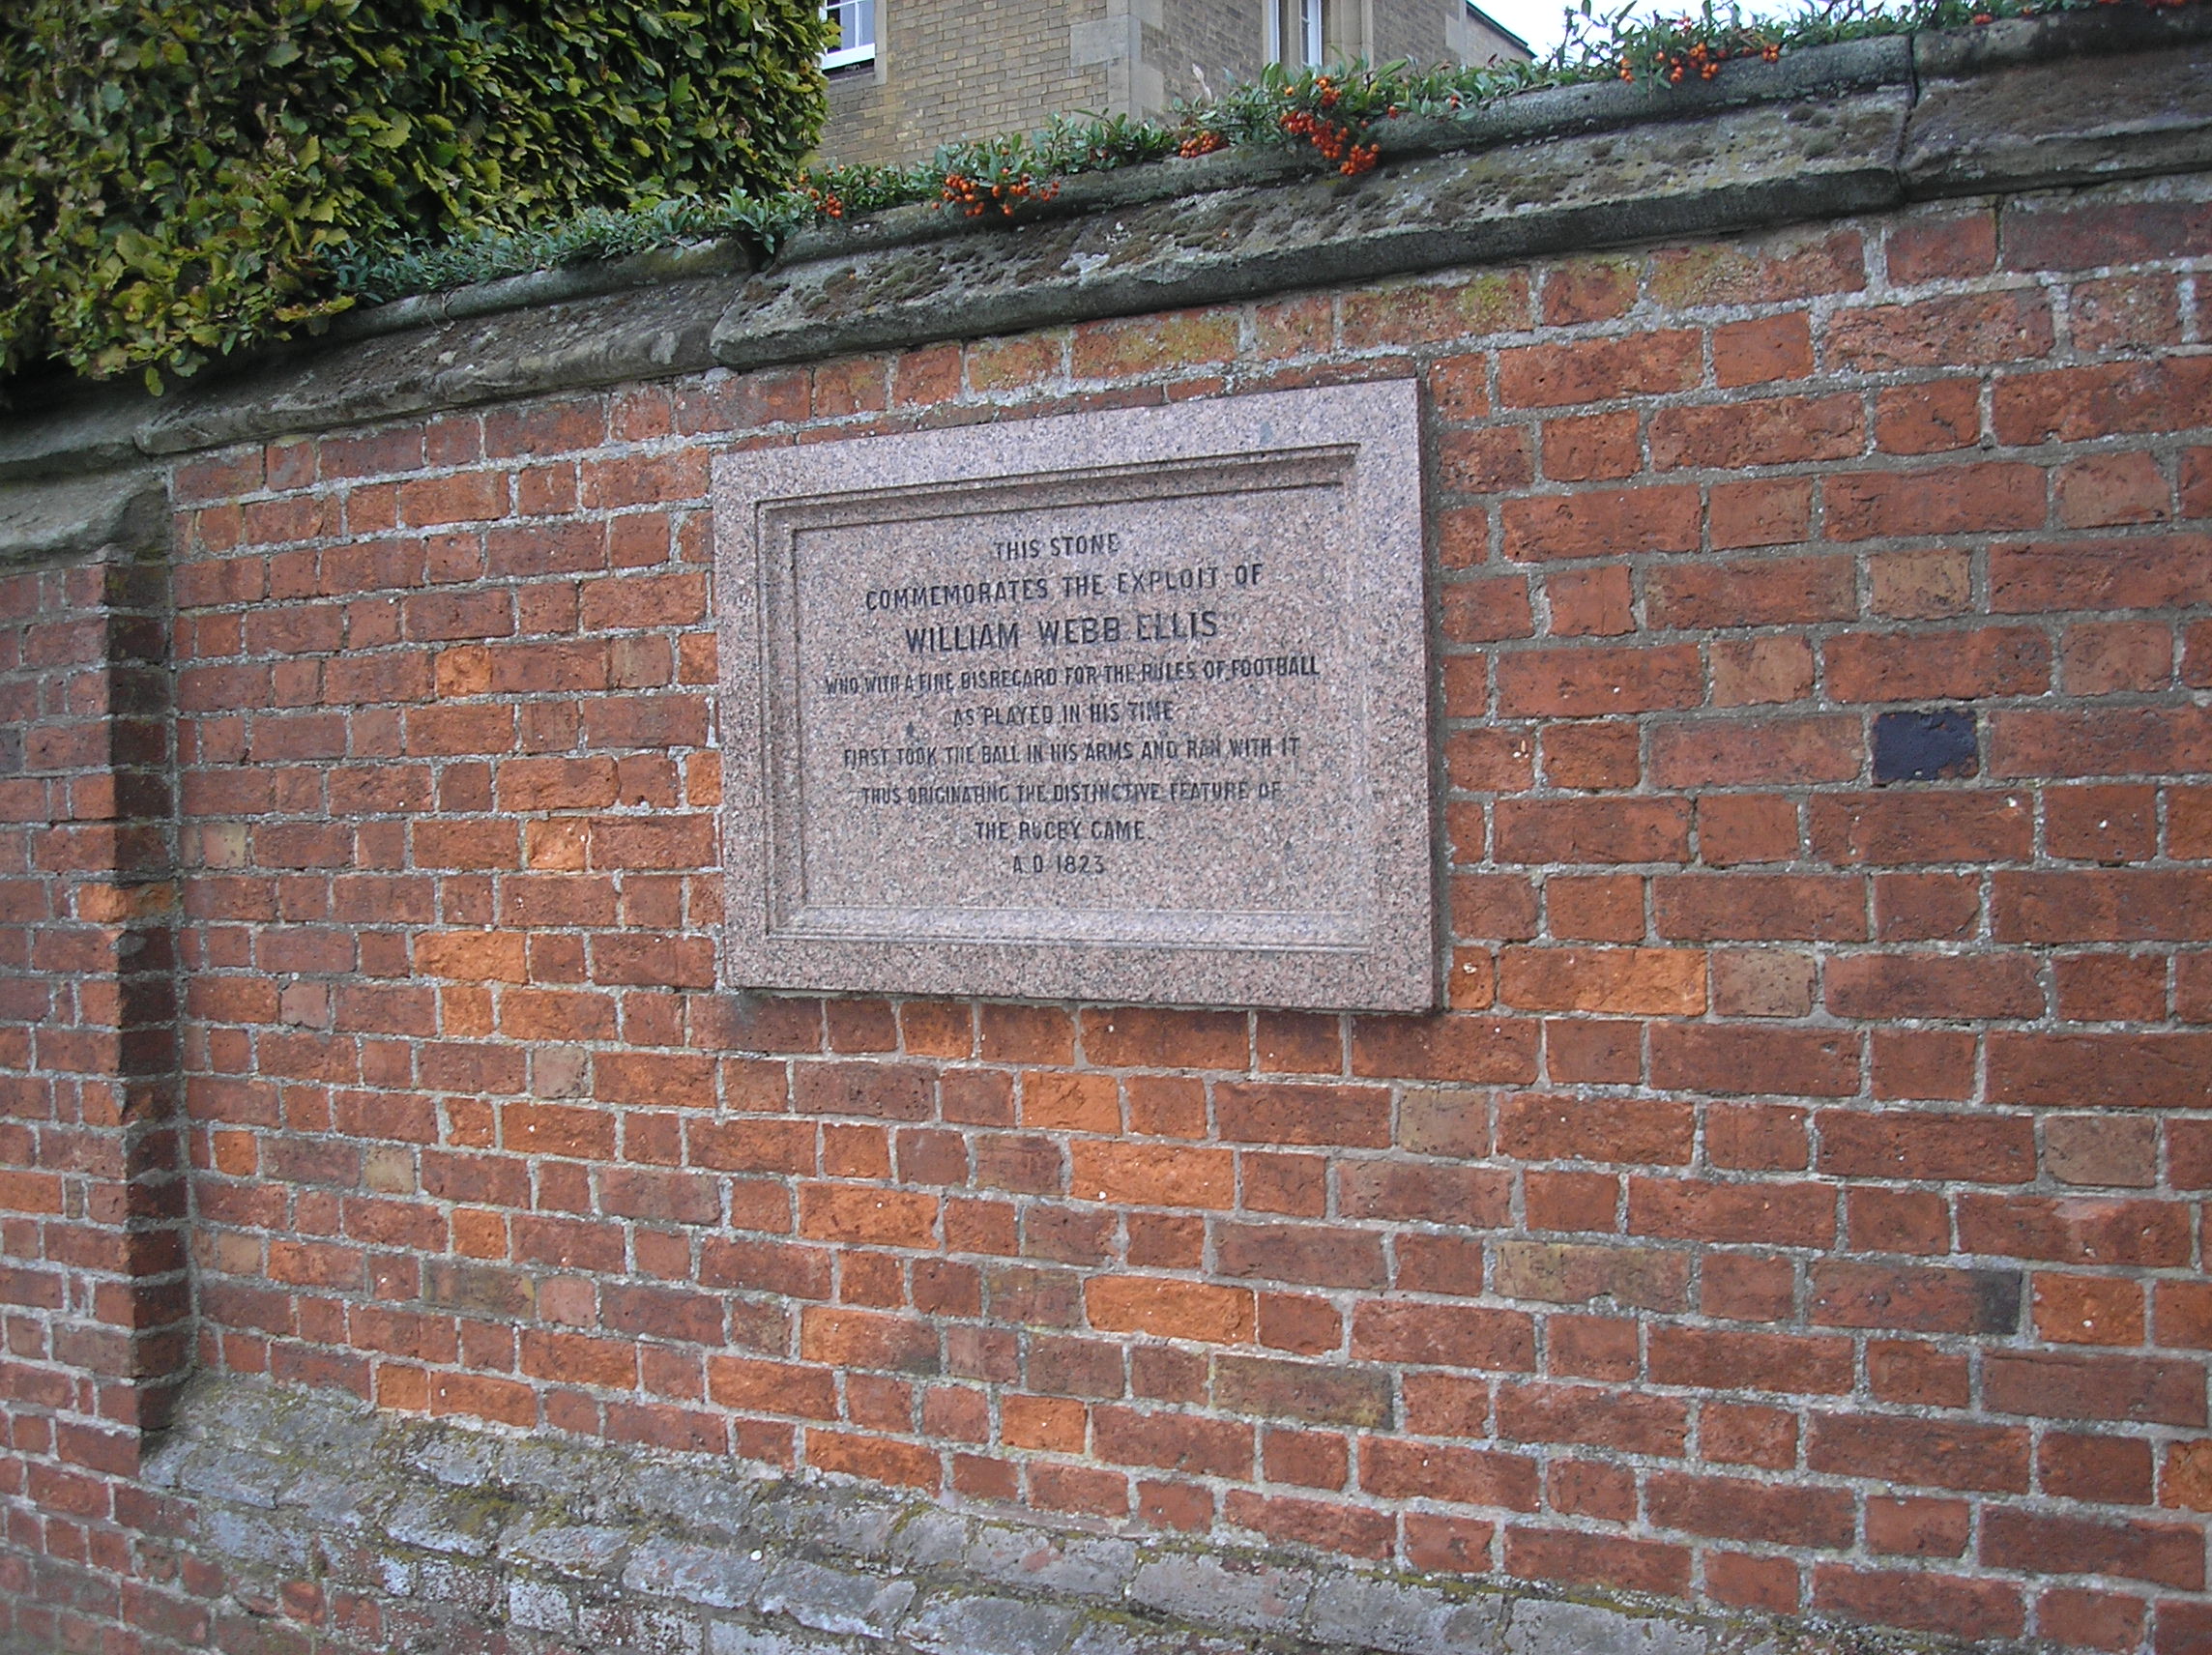 THIS STONE
COMMEMORATES THE EXPLOIT OF
WILLIAM WEBB ELLIS
WHO WITH A FINE DISREGARD FOR THE RULES OF FOOTBALL
AS PLAYED IN HIS TIME
FIRST TOOK THE BALL IN HIS ARMS AND RAN WITH IT
THUS ORIGINATING THE DISTINCTIVE FEATURE OF
THE RUGBY GAME.
A.D. 1823